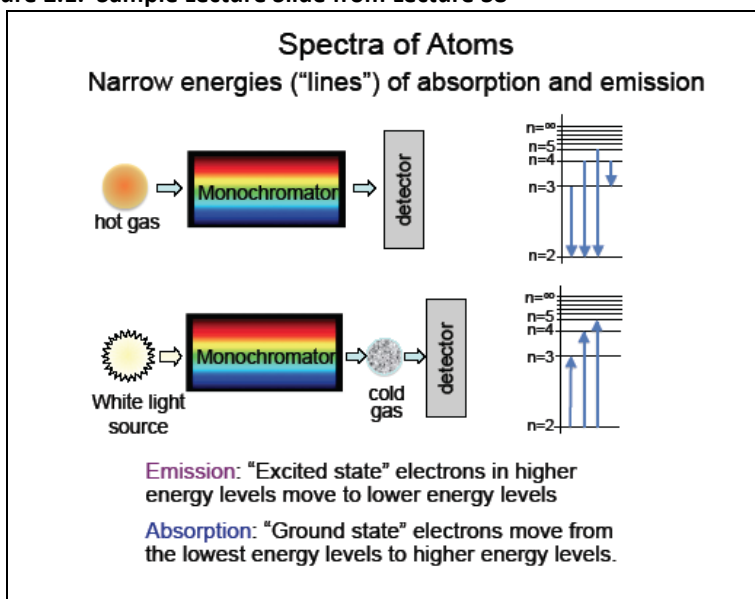 Spectra of Atoms
Narrow energies (“lines”) of absorption and emission
hot gas
Monochromator
detector
n=∞
n=5
n=4
n=3
n=2
White light
source
Monochromator
cold
gas
detector
n=∞
n=5
n=4
n=3
n=2
Emission: “Excited state” electrons in higher
energy levels move to lower energy levels
Absorption: “Ground state” electrons move from
the lowest energy levels to higher energy levels.